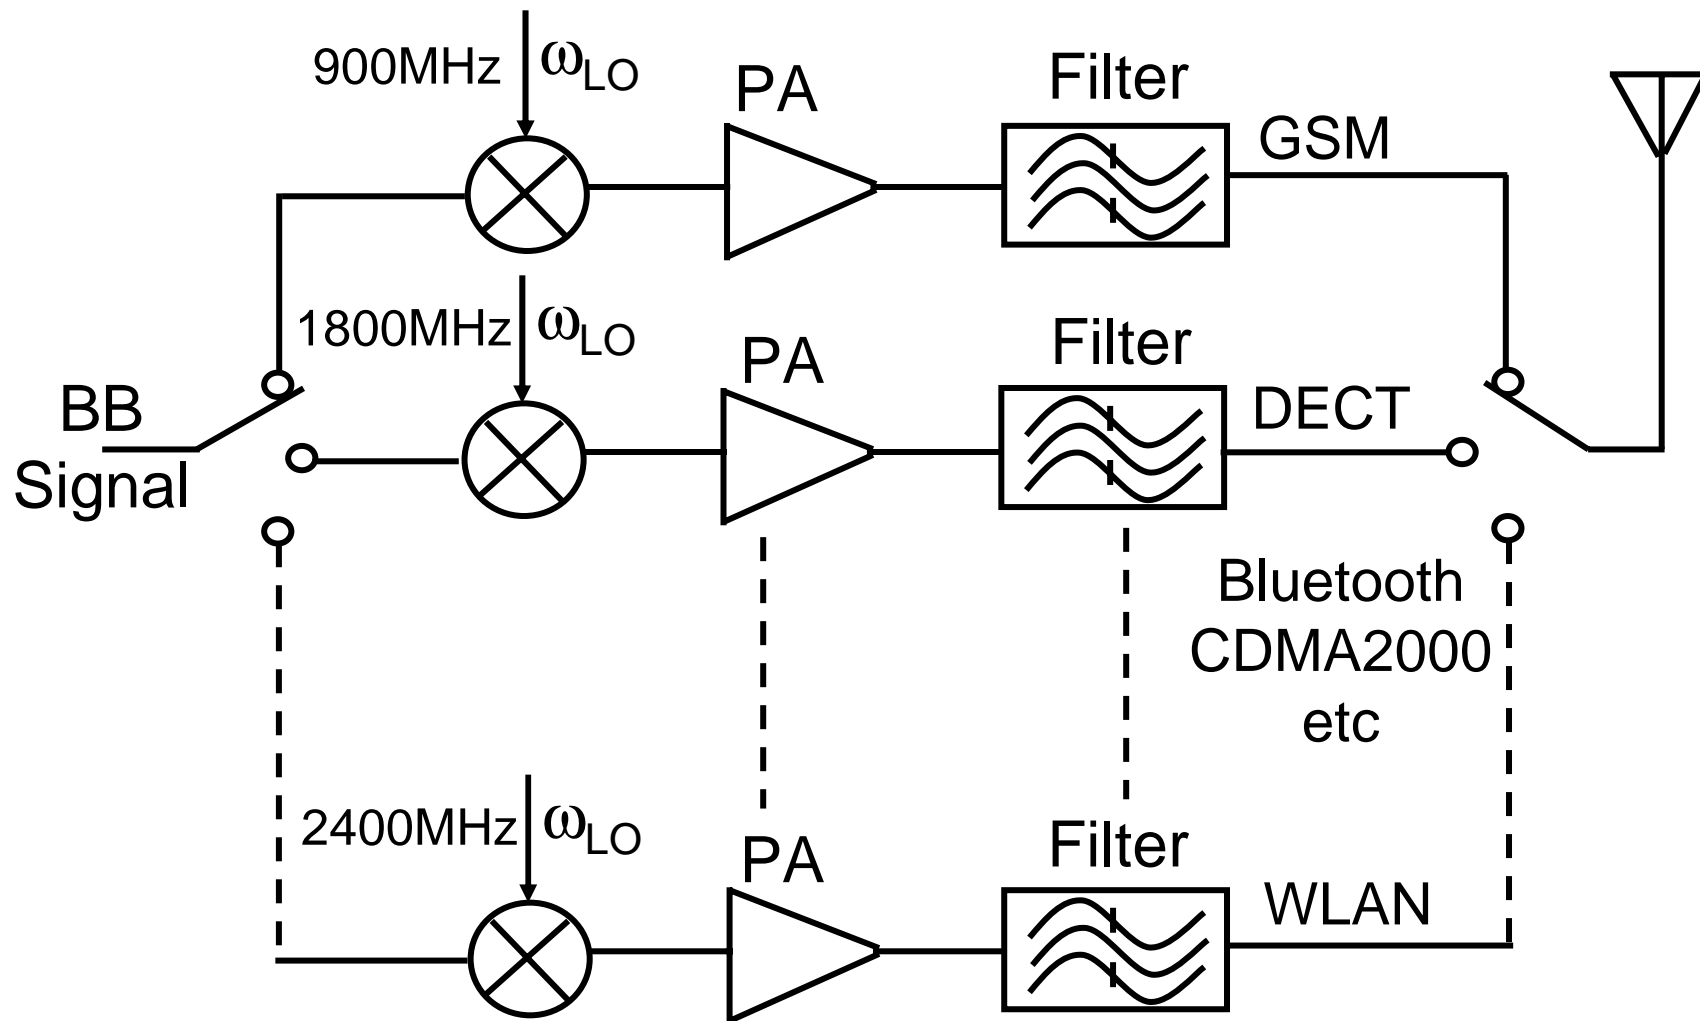 900MHz
ωLO
PA
Filter
GSM
1800MHz
ωLO
PA
Filter
DECT
BB
Signal
Bluetooth
CDMA2000
etc
2400MHz
ωLO
PA
Filter
WLAN